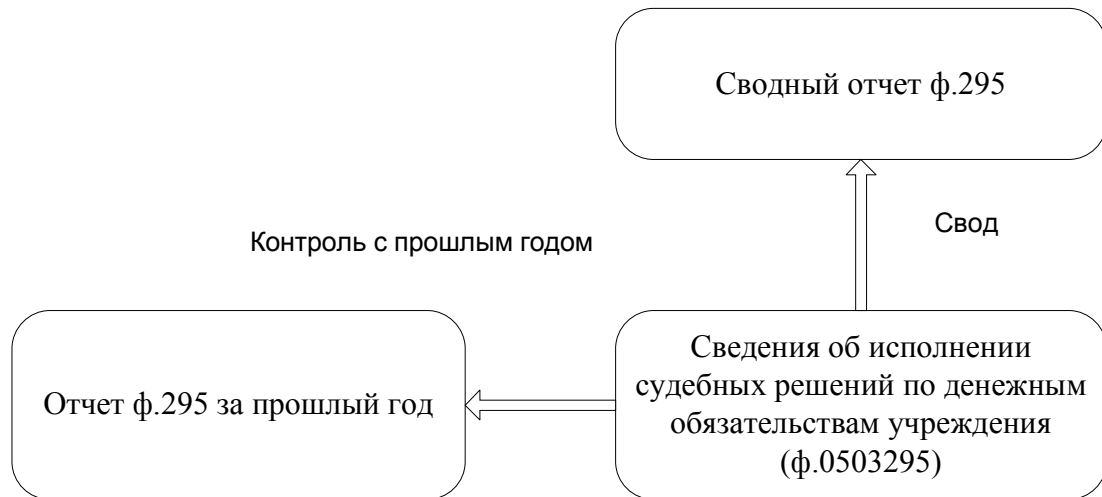 Сводный отчет ф.295
Свод
Контроль с прошлым годом
Отчет ф.295 за прошлый год
Сведения об исполнении
судебных решений по денежным
обязательствам учреждения
(ф.0503295)